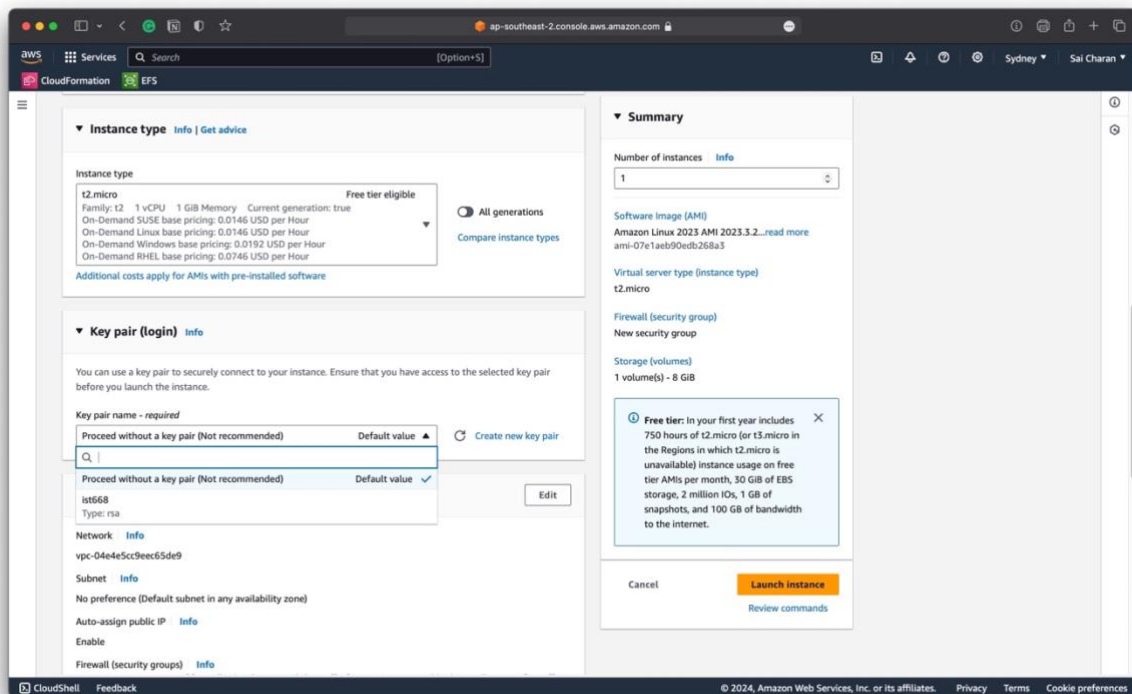 ap-southeast-2.console.aws.amazon.com
aws
Services
Search
[Option+S]
Sydney
Sai Charan
CloudFormation
EFS
Instance type Info | Get advice
Instance type
t2.micro
Free tier eligible
Family: t2 1 vCPU 1 GiB Memory Current generation: true
On-Demand SUSE base pricing: 0.0146 USD per Hour
On-Demand Linux base pricing: 0.0146 USD per Hour
On-Demand Windows base pricing: 0.0192 USD per Hour
On-Demand RHEL base pricing: 0.0746 USD per Hour
All generations
Compare instance types
Additional costs apply for AMIs with pre-installed software
Key pair (login) Info
You can use a key pair to securely connect to your instance. Ensure that you have access to the selected key pair
before you launch the instance.
Key pair name - required
Proceed without a key pair (Not recommended)
Default value
Create new key pair
Proceed without a key pair (Not recommended)
Default value
ist668
Type: rsa
Edit
Network Info
vpc-04e4e5cc9eec65de9
Subnet Info
No preference (Default subnet in any availability zone)
Auto-assign public IP Info
Enable
Firewall (security groups) Info
Summary
Number of instances Info
1
Software Image (AMI)
Amazon Linux 2023 AMI 2023.3.2...read more
ami-07e1aeb90edb268a3
Virtual server type (instance type)
t2.micro
Firewall (security group)
New security group
Storage (volumes)
1 volume(s) - 8 GiB
Free tier: In your first year includes
750 hours of t2.micro (or t3.micro in
the Regions in which t2.micro is
unavailable) instance usage on free
tier AMIs per month, 30 GiB of EBS
storage, 2 million IOs, 1 GB of
snapshots, and 100 GB of bandwidth
to the internet.
Cancel
Launch instance
Review commands
CloudShell
Feedback
© 2024, Amazon Web Services, Inc. or its affiliates.
Privacy
Terms
Cookie preferences